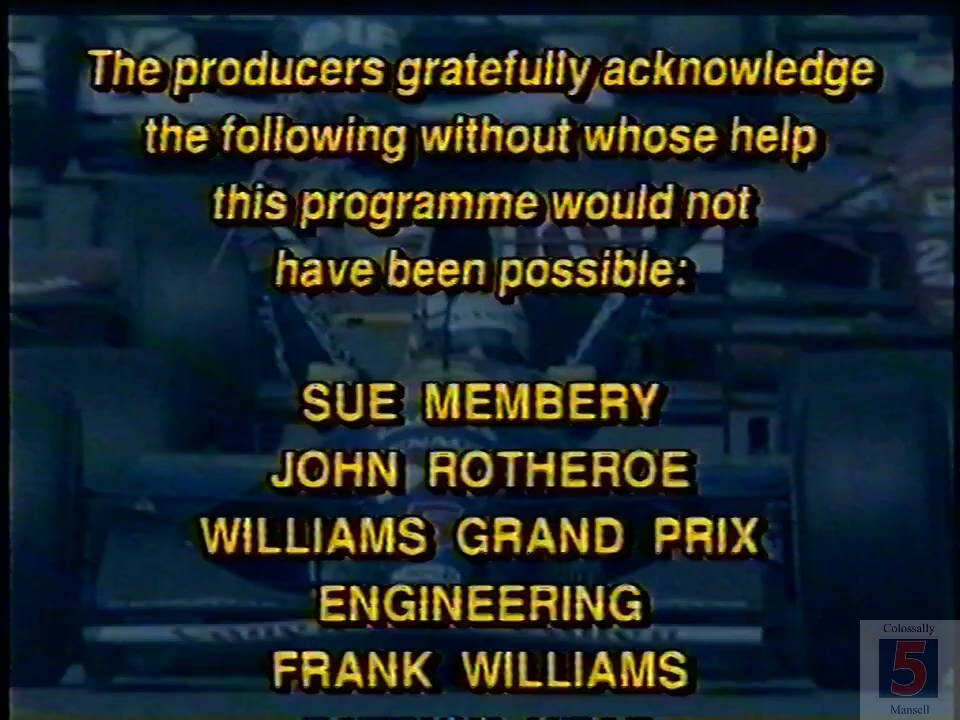 The producers gratefully acknowledge
the following without whose help
this programme would not
have been possible:
SUE MEMBERY
JOHN ROTHEROE
WILLIAMS GRAND PRIX
ENGINEERING
FRANK WILLIAMS
Colossally
5
Mansell